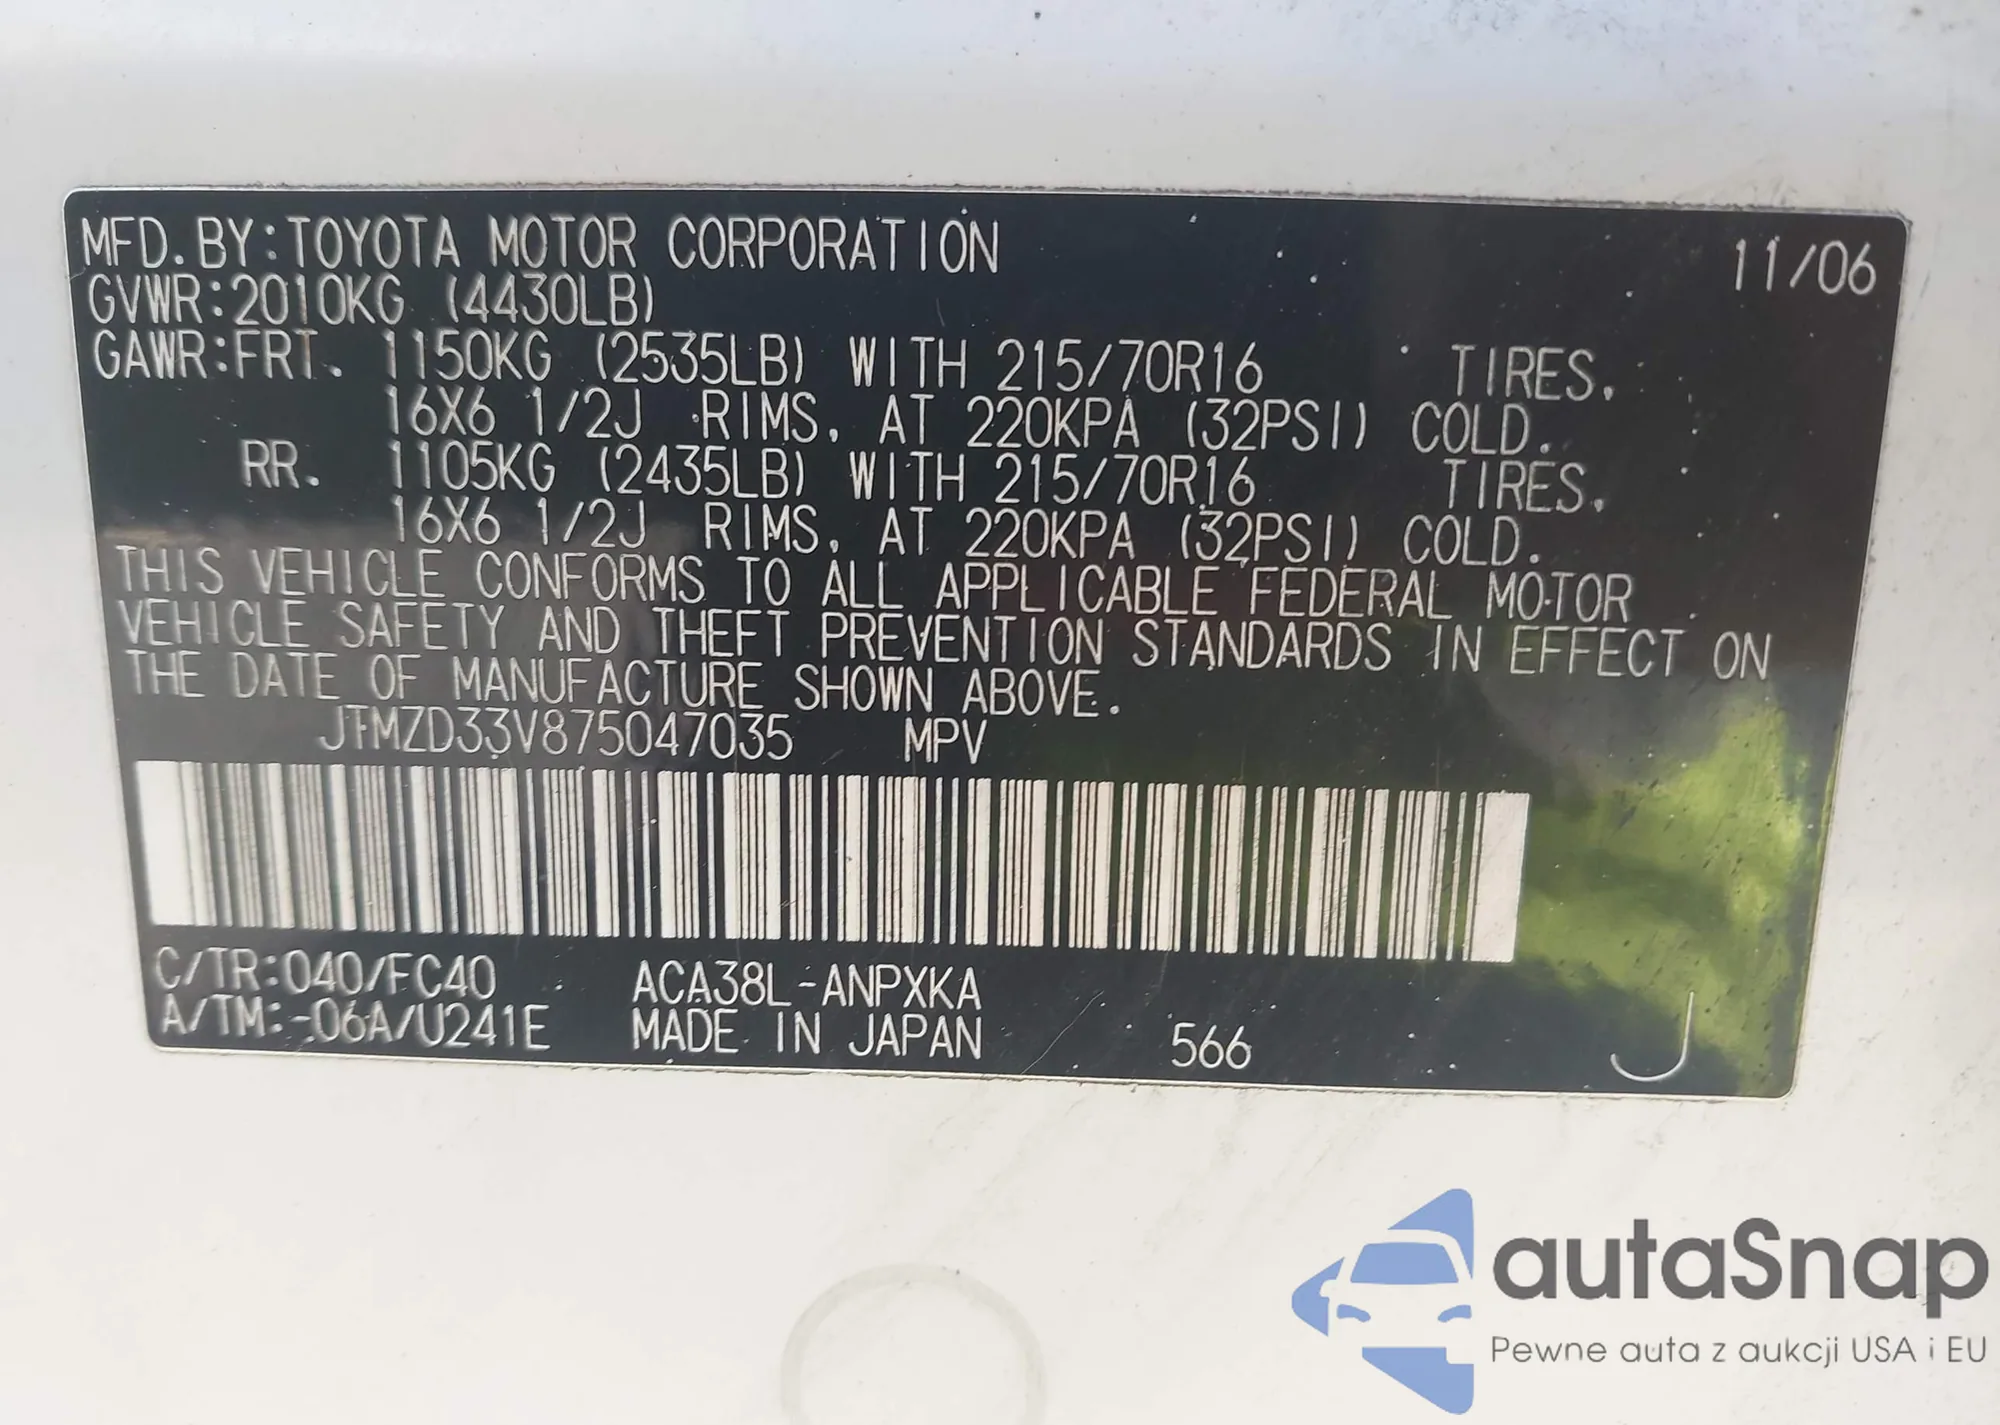 MFD. BY:TOYOTA MOTOR CORPORATION 11/06
GVWR:2010KG (4430LB)
GAWR:FRT. 1150KG (2535LB) WITH 215/70R16 TIRES,
16X6 1/2J RIMS, AT 220KPA (32PSI) COLD.
RR. 1105KG (2435LB) WITH 215/70R16 TIRES,
16X6 1/2J RIMS, AT 220KPA (32PSI) COLD.
THIS VEHICLE CONFORMS TO ALL APPLICABLE FEDERAL MOTOR
VEHICLE SAFETY AND THEFT PREVENTION STANDARDS IN EFFECT ON
THE DATE OF MANUFACTURE SHOWN ABOVE.
JTMZD33V875047035 MPV
C/TR:040/FC40 ACA38L-ANPXKA
A/TM:-06A/U241E MADE IN JAPAN 566 J
autaSnap
Pewne auta z aukcji USA i EU